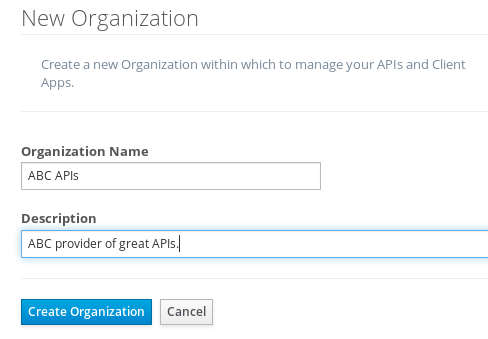 New Organization
Create a new Organization within which to manage your APIs and Client
Apps.
Organization Name
ABC APIs
Description
ABC provider of great APIs.
Create Organization
Cancel